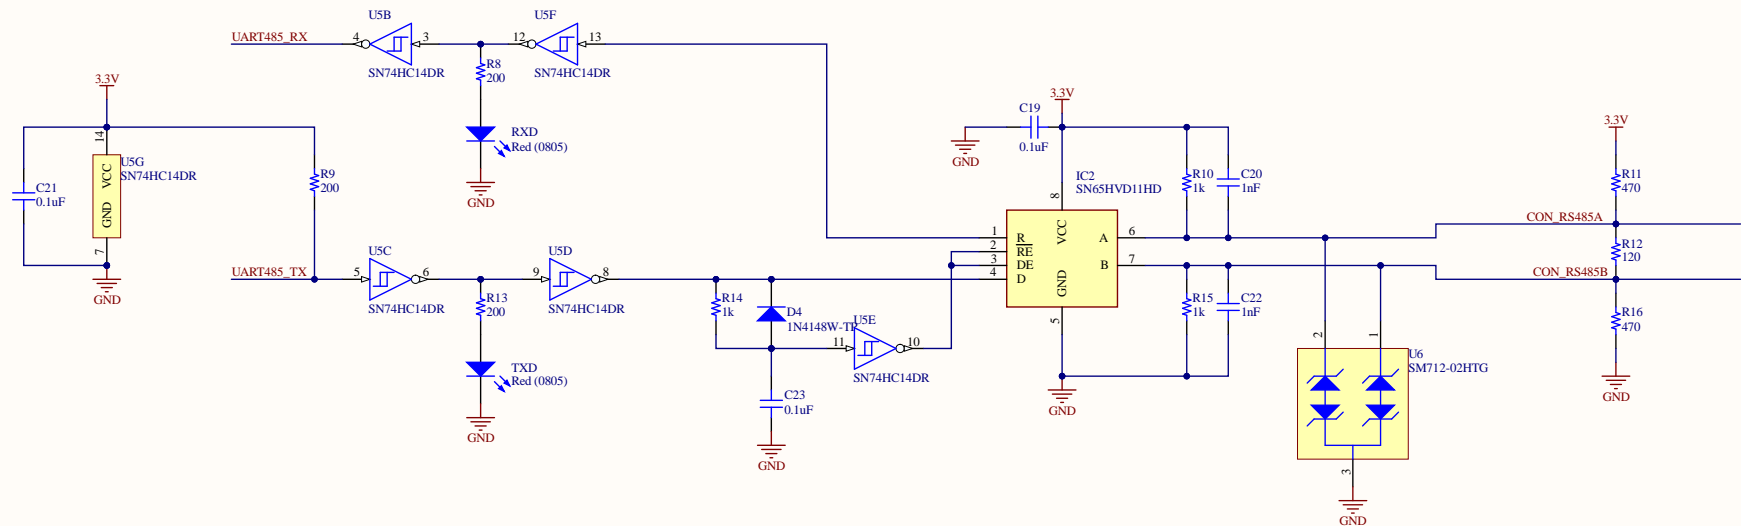 U5B
U5F
UART485_RX
4
3
12
13
SN74HC14DR
SN74HC14DR
R8
200
RXD
Red (0805)
GND
3.3V
14
VCC
GND
7
U5G
SN74HC14DR
C21
0.1uF
GND
R9
200
UART485_TX
U5C
5
6
SN74HC14DR
R13
200
TXD
Red (0805)
GND
U5D
9
8
SN74HC14DR
R14
1k
D4
1N4148W-TP
C23
0.1uF
GND
U5E
11
10
SN74HC14DR
3.3V
C19
0.1uF
GND
IC2
SN65HVD11HD
8
VCC
GND
5
1
R
2
RE
3
DE
4
D
A
6
B
7
GND
R10
1k
C20
1nF
R15
1k
C22
1nF
2
1
U6
SM712-02HTG
3
GND
3.3V
R11
470
CON_RS485A
R12
120
CON_RS485B
R16
470
GND